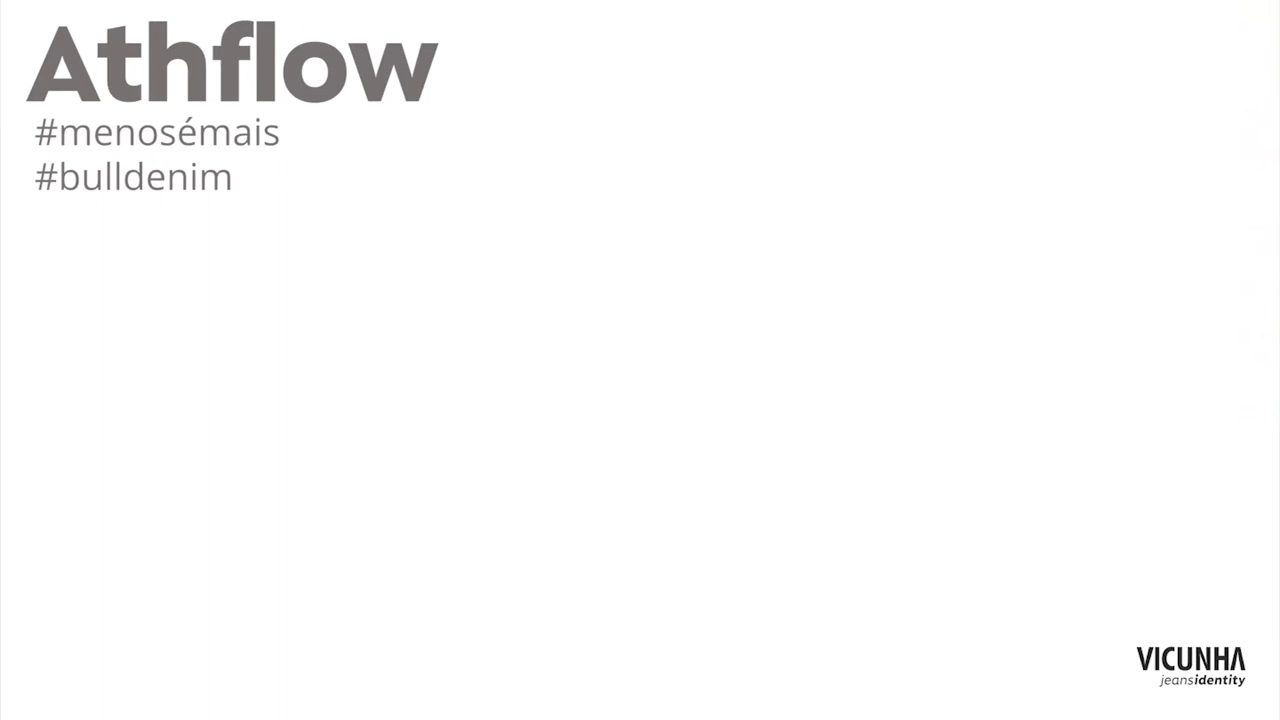 Athflow
#menosémais
#bulldenim
VICUNHA
jeansidentity